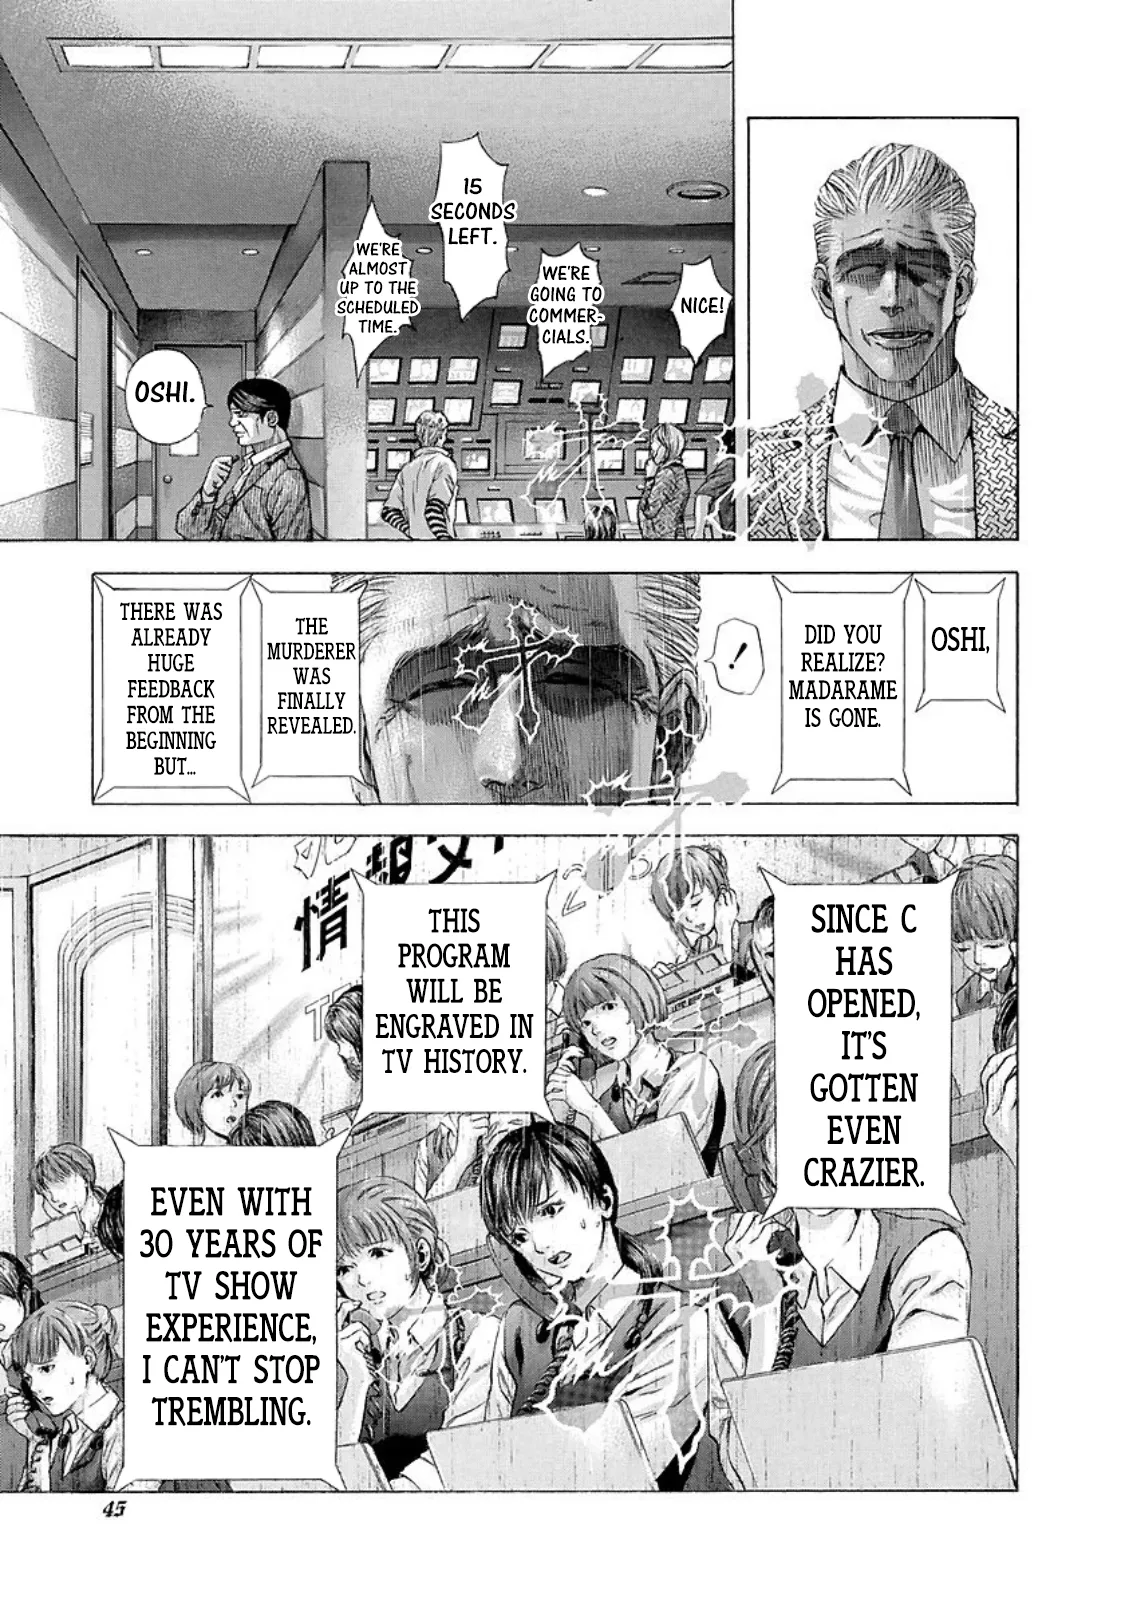 NICE!
WE'RE
GOING TO
COMMER-
CIALS.
15
SECONDS
LEFT.
WE'RE
ALMOST
UP TO THE
SCHEDULED
TIME.
OSHI.
OSHI,
DID YOU
REALIZE?
MADARAME
IS GONE.
!
THE
MURDERER
WAS
FINALLY
REVEALED.
THERE WAS
ALREADY
HUGE
FEEDBACK
FROM THE
BEGINNING
BUT...
SINCE C
HAS
OPENED,
IT'S
GOTTEN
EVEN
CRAZIER.
THIS
PROGRAM
WILL BE
ENGRAVED IN
TV HISTORY.
情報
EVEN WITH
30 YEARS OF
TV SHOW
EXPERIENCE,
I CAN'T STOP
TREMBLING.
45